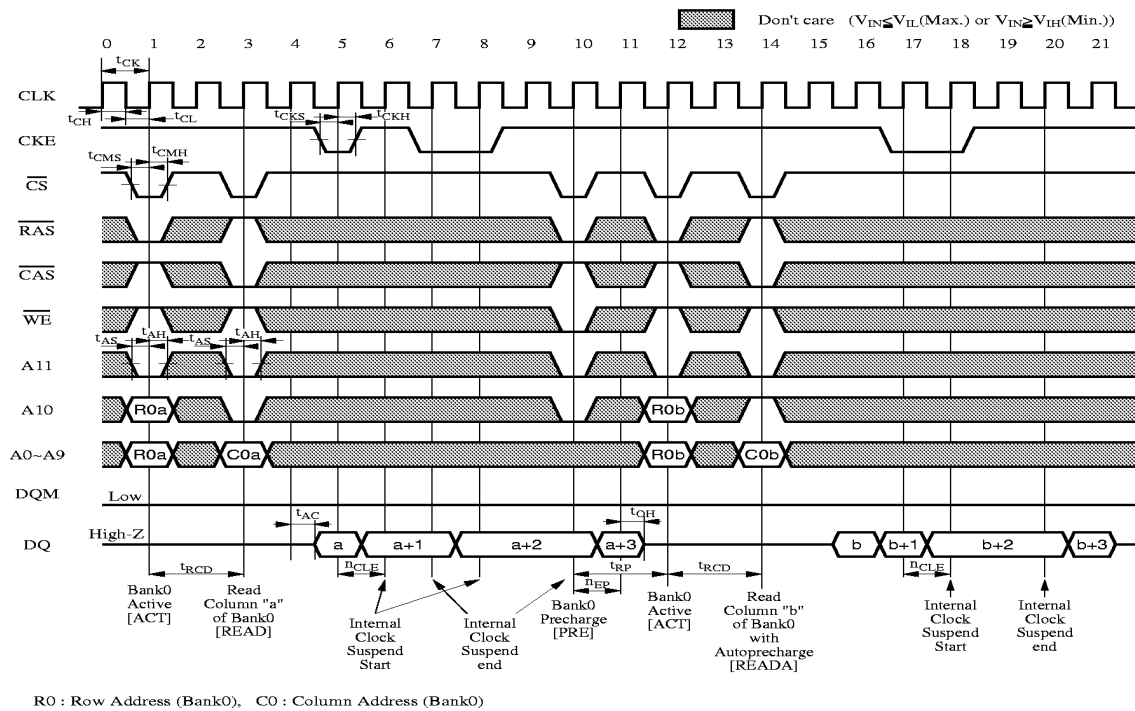 Don't care (VIN≦VIL(Max.) or VIN≧VIH(Min.))
0 1 2 3 4 5 6 7 8 9 10 11 12 13 14 15 16 17 18 19 20 21
tCK
CLK
tCH tCL tCKS tCKH
CKE
tCMS tCMH
CS
RAS
CAS
WE
tAS tAH tAS tAH
A11
A10 R0a R0b
A0~A9 R0a C0a R0b C0b
DQM Low
tAC tOH
DQ High-Z a a+1 a+2 a+3 b b+1 b+2 b+3
tRCD nCLE tRP tRCD nCLE
nEP
Bank0
Active
[ACT]
Read
Column "a"
of Bank0
[READ]
Internal
Clock
Suspend
Start
Internal
Clock
Suspend
end
Bank0
Precharge
[PRE]
Bank0
Active
[ACT]
Read
Column "b"
of Bank0
with
Autoprecharge
[READA]
Internal
Clock
Suspend
Start
Internal
Clock
Suspend
end
R0 : Row Address (Bank0), C0 : Column Address (Bank0)